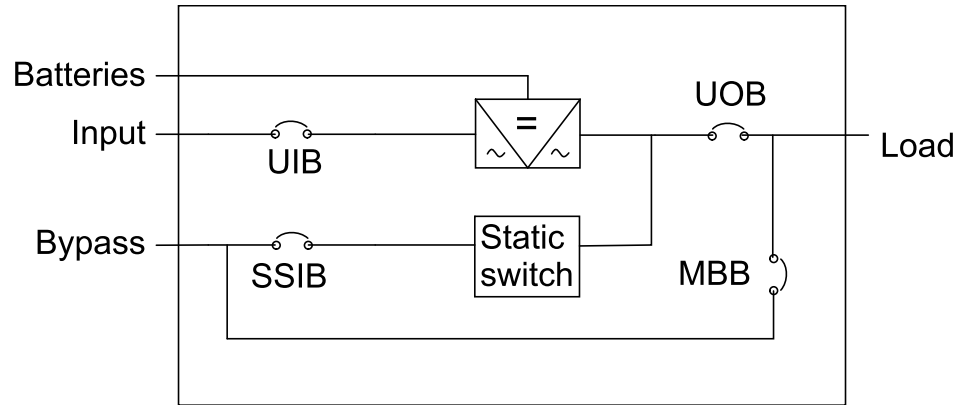 Batteries
UOB
Input
Load
UIB
Bypass
Static
switch
SSIB
MBB